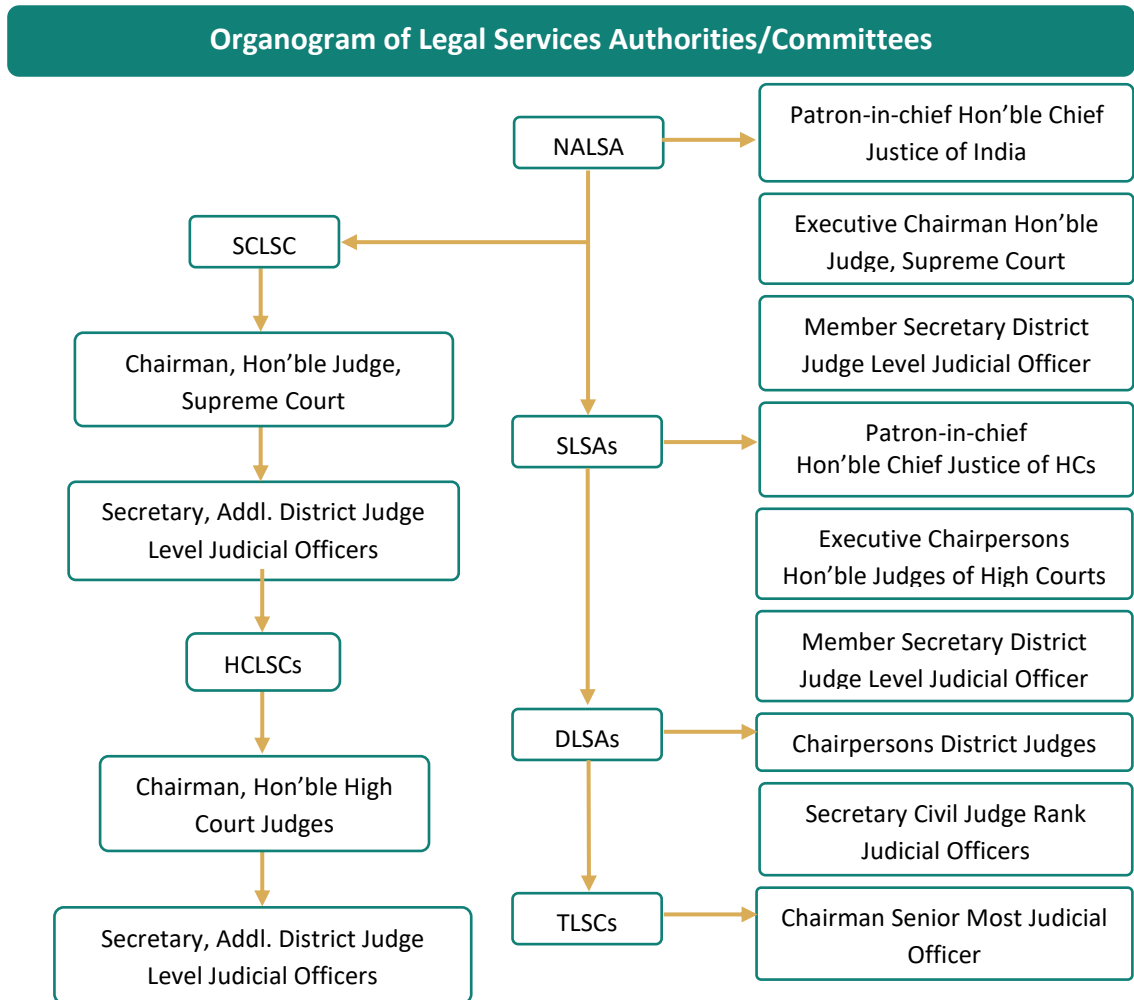 Organogram of Legal Services Authorities/Committees
NALSA
Patron-in-chief Hon’ble Chief
Justice of India
Executive Chairman Hon’ble
Judge, Supreme Court
Member Secretary District
Judge Level Judicial Officer
SCLSC
Chairman, Hon’ble Judge,
Supreme Court
Secretary, Addl. District Judge
Level Judicial Officers
HCLSCs
Chairman, Hon’ble High
Court Judges
Secretary, Addl. District Judge
Level Judicial Officers
SLSAs
Patron-in-chief
Hon’ble Chief Justice of HCs
Executive Chairpersons
Hon’ble Judges of High Courts
Member Secretary District
Judge Level Judicial Officer
DLSAs
Chairpersons District Judges
Secretary Civil Judge Rank
Judicial Officers
TLSCs
Chairman Senior Most Judicial
Officer